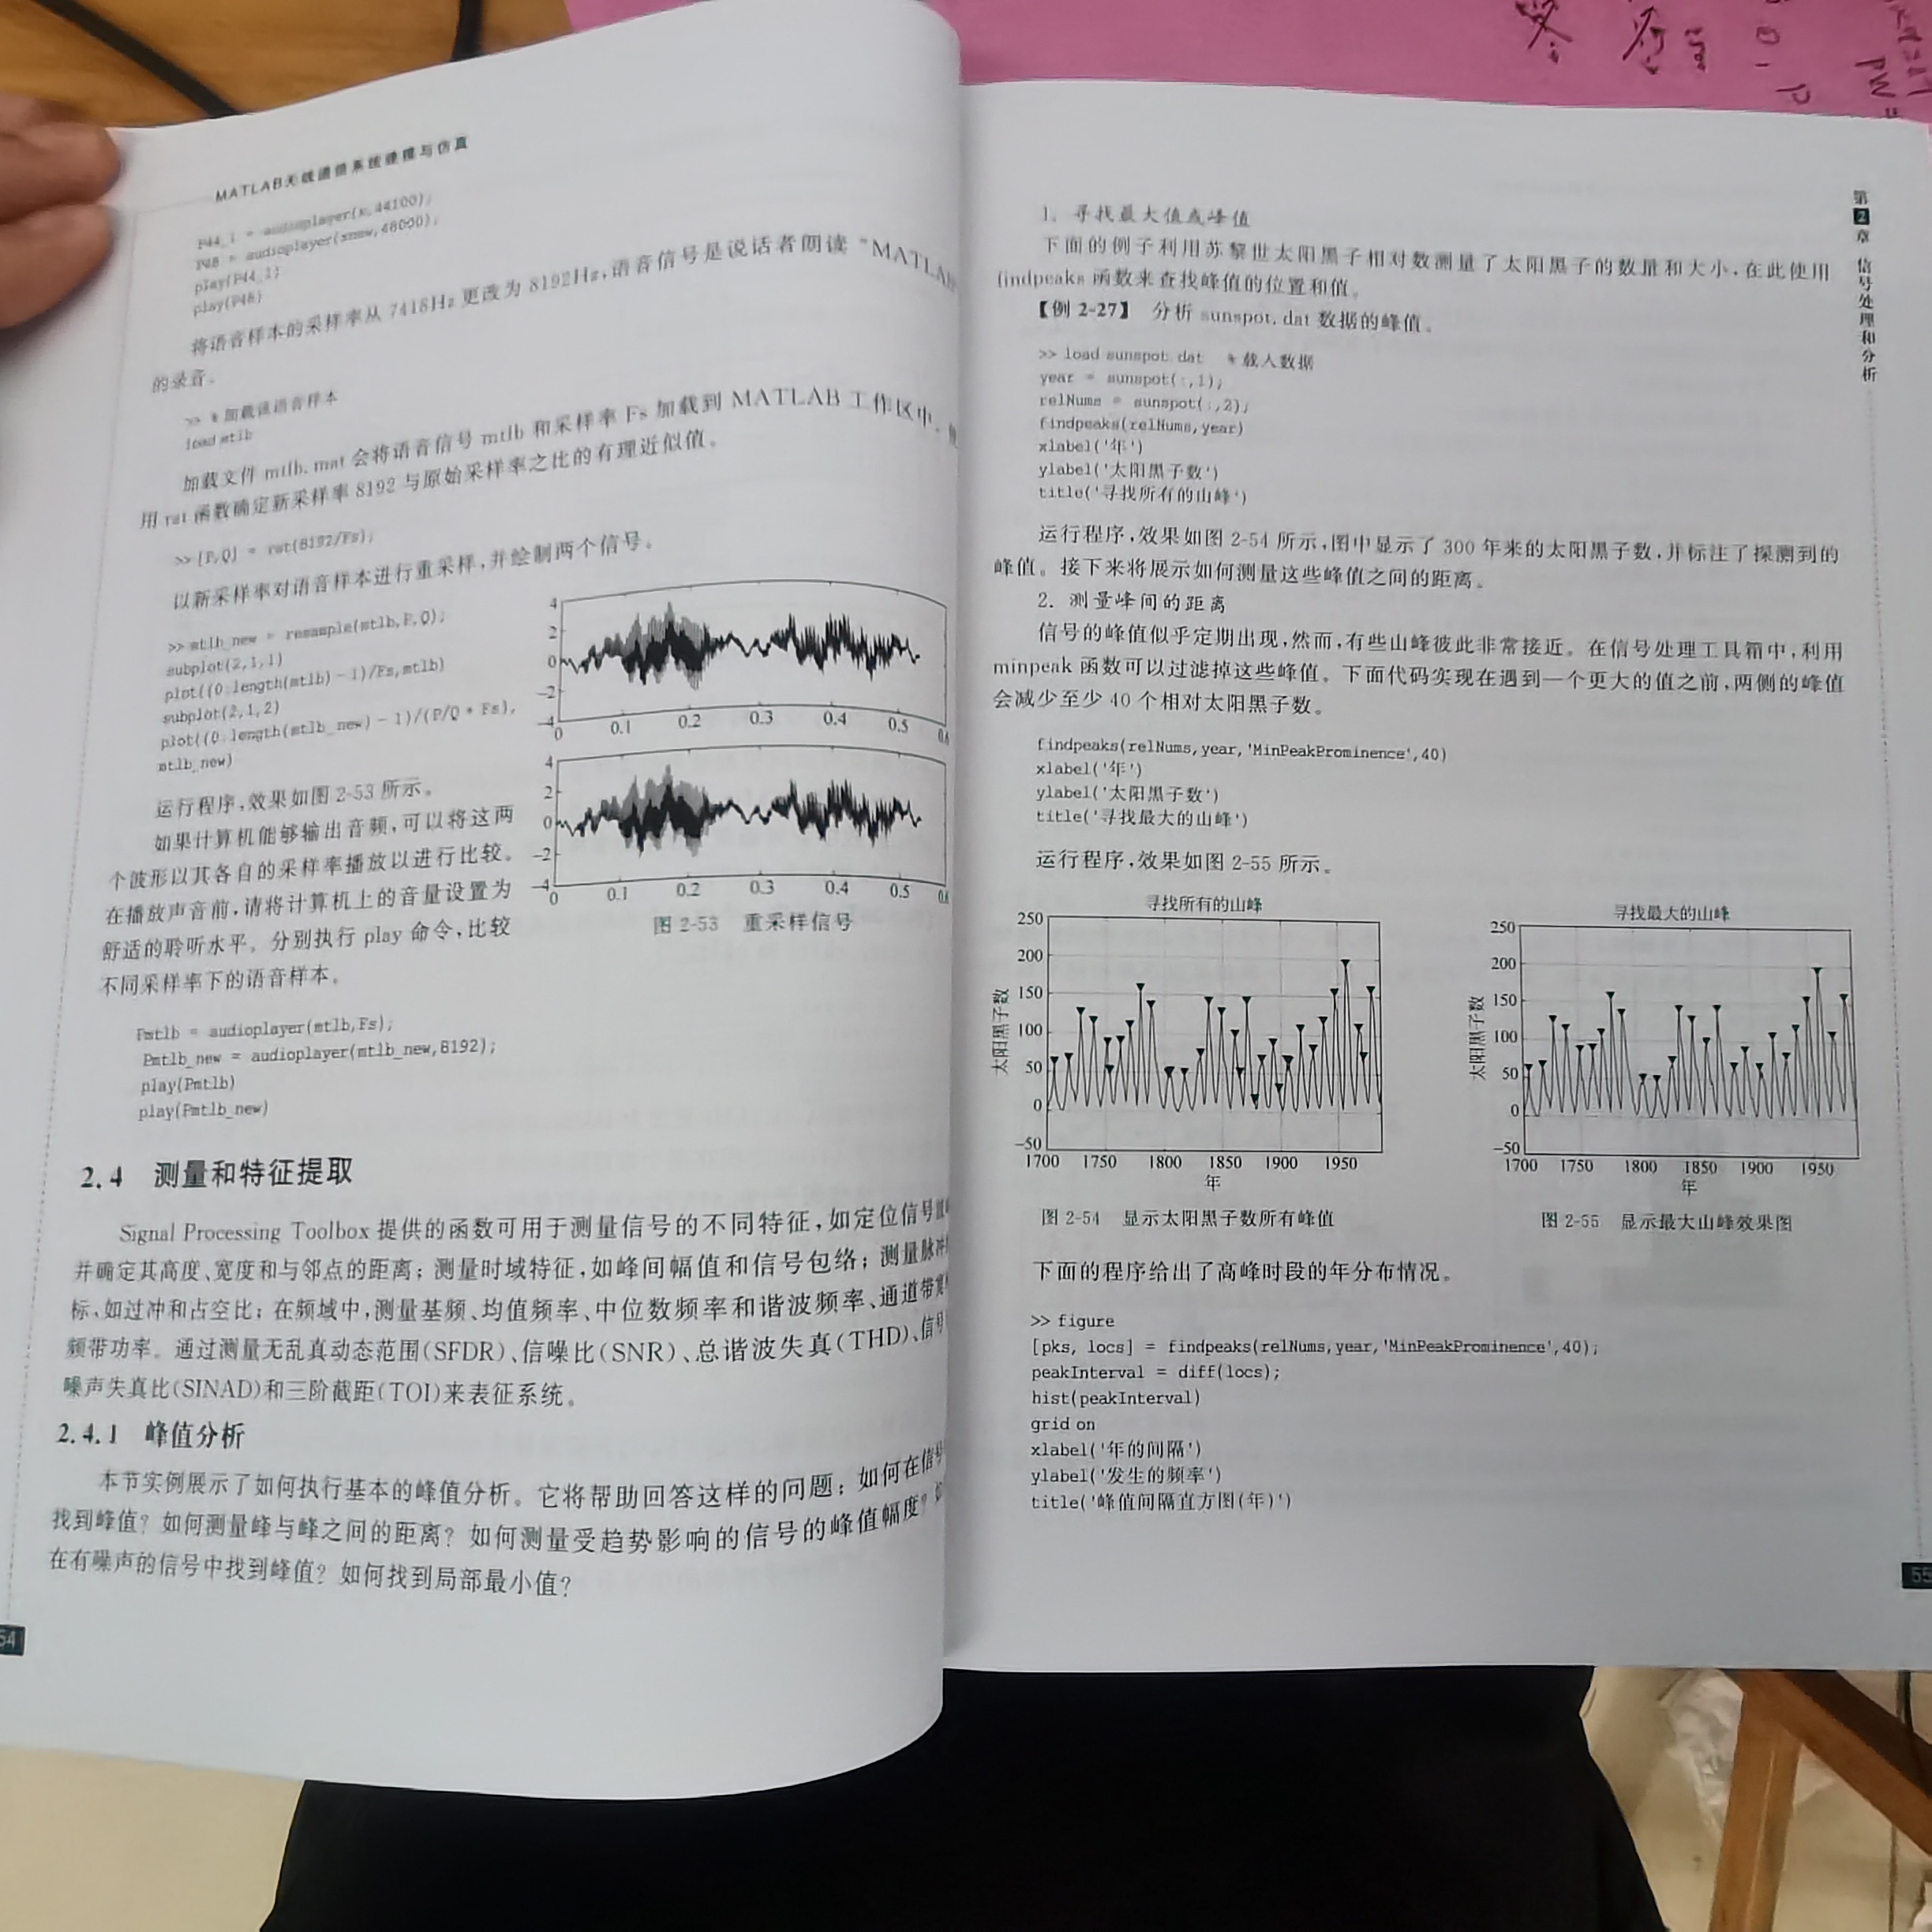 MATLAB无线通信系统建模与仿真
P44_1 = audioplayer(x,44100);
P48 = audioplayer(xnew,48000);
play(P44_1)
play(P48)
将语音样本的采样率从 7418Hz 更改为 8192Hz,语音信号是说话者朗读 "MATLAB
的录音。
>> %加载该语音样本
load mtlb
加载文件 mtlb.mat 会将语音信号 mtlb 和采样率 Fs 加载到 MATLAB 工作区中。
用 rat 函数确定新采样率 8192 与原始采样率之比的有理近似值。
>> [P,Q] = rat(8192/Fs);
以新采样率对语音样本进行重采样,并绘制两个信号。
>> mtlb_new = resample(mtlb,P,Q);
subplot(2,1,1)
plot((0:length(mtlb)-1)/Fs,mtlb)
subplot(2,1,2)
plot((0:length(mtlb_new)-1)/(P/Q * Fs),
mtlb_new)
运行程序,效果如图 2-53 所示。
如果计算机能够输出音频,可以将这两
个波形以其各自的采样率播放以进行比较。
在播放声音前,请将计算机上的音量设置为
舒适的聆听水平。分别执行 play 命令,比较
不同采样率下的语音样本。
4
2
0
-2
-4
0 0.1 0.2 0.3 0.4 0.5 0.6
4
2
0
-2
-4
0 0.1 0.2 0.3 0.4 0.5 0.6
图 2-53 重采样信号
Pmtlb = audioplayer(mtlb,Fs);
Pmtlb_new = audioplayer(mtlb_new,8192);
play(Pmtlb)
play(Pmtlb_new)
2.4 测量和特征提取
Signal Processing Toolbox 提供的函数可用于测量信号的不同特征,如定位信号
并确定其高度、宽度和与邻点的距离；测量时域特征,如峰间幅值和信号包络；测量脉冲
标,如过冲和占空比；在频域中,测量基频、均值频率、中位数频率和谐波频率、通道带宽
频带功率。通过测量无乱真动态范围(SFDR)、信噪比(SNR)、总谐波失真(THD)、信号
噪声失真比(SINAD)和三阶截距(TOI)来表征系统。
2.4.1 峰值分析
本节实例展示了如何执行基本的峰值分析。它将帮助回答这样的问题：如何在信号
找到峰值？如何测量峰与峰之间的距离？如何测量受趋势影响的信号的峰值幅度？
在有噪声的信号中找到峰值？如何找到局部最小值？
54
第2章 信号处理和分析
1. 寻找最大值或峰值
下面的例子利用苏黎世太阳黑子相对数测量了太阳黑子的数量和大小,在此使用
findpeaks 函数来查找峰值的位置和值。
【例 2-27】 分析 sunspot.dat 数据的峰值。
>> load sunspot.dat %载入数据
year = sunspot(:,1);
relNums = sunspot(:,2);
findpeaks(relNums,year)
xlabel('年')
ylabel('太阳黑子数')
title('寻找所有的山峰')
运行程序,效果如图 2-54 所示,图中显示了 300 年来的太阳黑子数,并标注了探测到的
峰值。接下来将展示如何测量这些峰值之间的距离。
2. 测量峰间的距离
信号的峰值似乎定期出现,然而,有些山峰彼此非常接近。在信号处理工具箱中,利用
minpeak 函数可以过滤掉这些峰值。下面代码实现在遇到一个更大的值之前,两侧的峰值
会减少至少 40 个相对太阳黑子数。
findpeaks(relNums,year,'MinPeakProminence',40)
xlabel('年')
ylabel('太阳黑子数')
title('寻找最大的山峰')
运行程序,效果如图 2-55 所示。
寻找所有的山峰
太阳黑子数
250
200
150
100
50
0
-50
1700 1750 1800 1850 1900 1950
年
图 2-54 显示太阳黑子数所有峰值
寻找最大的山峰
太阳黑子数
250
200
150
100
50
0
-50
1700 1750 1800 1850 1900 1950
年
图 2-55 显示最大山峰效果图
下面的程序给出了高峰时段的年分布情况。
>> figure
[pks, locs] = findpeaks(relNums,year,'MinPeakProminence',40);
peakInterval = diff(locs);
hist(peakInterval)
grid on
xlabel('年的间隔')
ylabel('发生的频率')
title('峰值间隔直方图(年)')
55